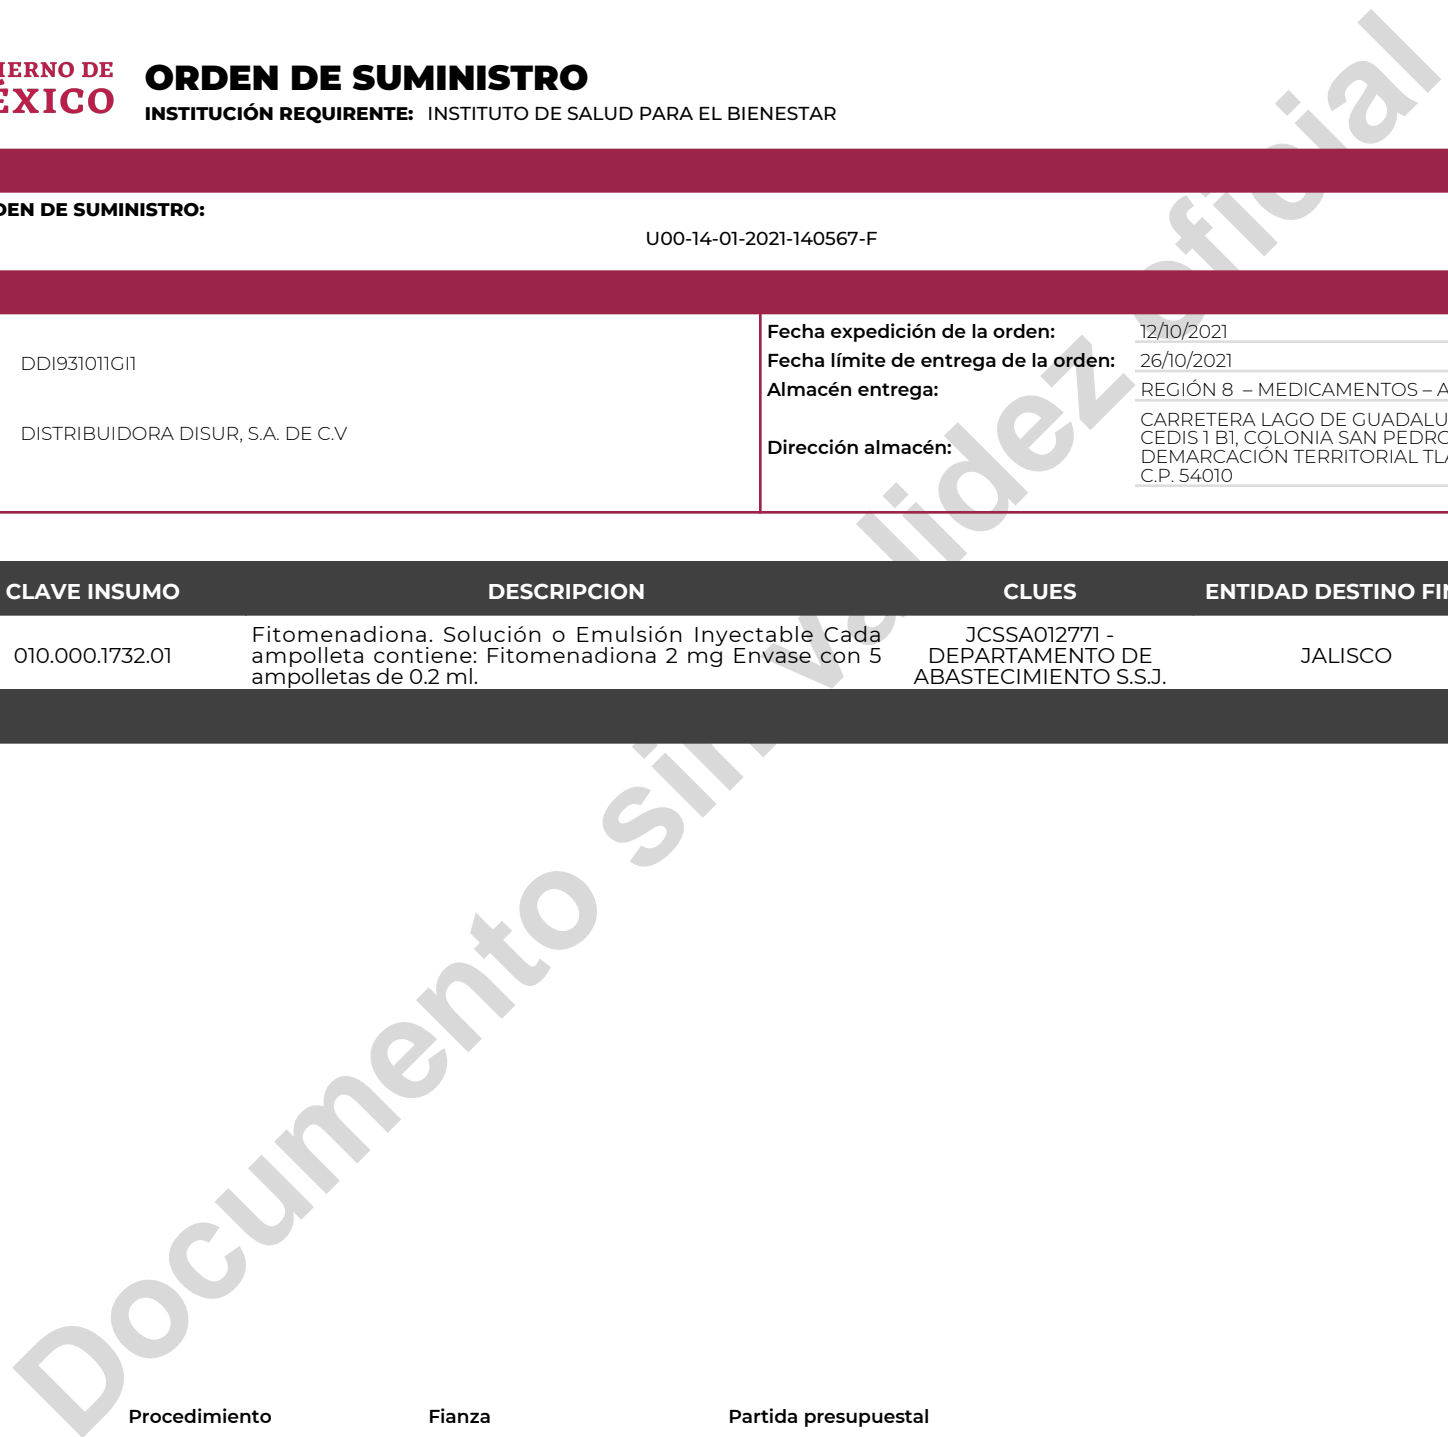 IERNO DE
ÉXICO
ORDEN DE SUMINISTRO
INSTITUCIÓN REQUIRENTE: INSTITUTO DE SALUD PARA EL BIENESTAR
DEN DE SUMINISTRO:
U00-14-01-2021-140567-F
DDI931011GI1
DISTRIBUIDORA DISUR, S.A. DE C.V
Fecha expedición de la orden: 12/10/2021
Fecha límite de entrega de la orden: 26/10/2021
Almacén entrega: REGIÓN 8 – MEDICAMENTOS – A
Dirección almacén:
CARRETERA LAGO DE GUADALU
CEDIS 1 B1, COLONIA SAN PEDRO
DEMARCACIÓN TERRITORIAL TLA
C.P. 54010
CLAVE INSUMO DESCRIPCION CLUES ENTIDAD DESTINO FIN
010.000.1732.01
Fitomenadiona. Solución o Emulsión Inyectable Cada
ampolleta contiene: Fitomenadiona 2 mg Envase con 5
ampolletas de 0.2 ml.
JCSSA012771 -
DEPARTAMENTO DE
ABASTECIMIENTO S.S.J.
JALISCO
Documento sin validez oficial
Procedimiento Fianza Partida presupuestal